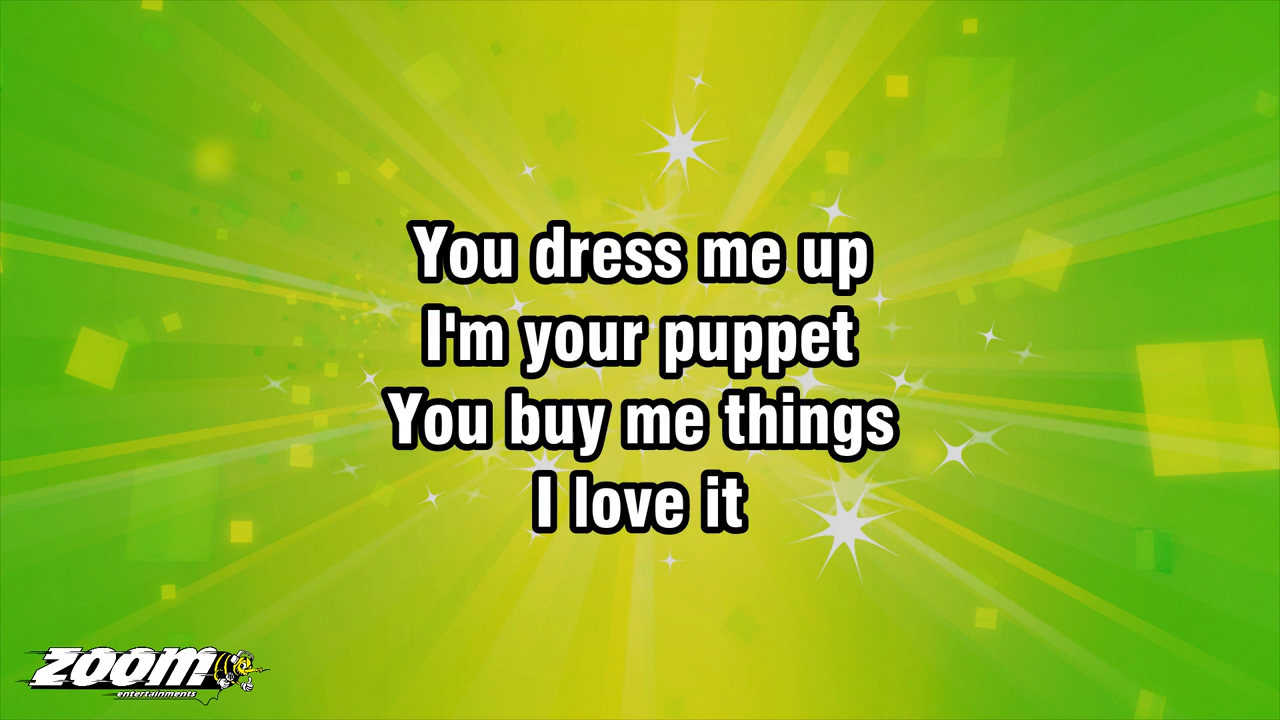 You dress me up
I'm your puppet
You buy me things
I love it
zoom
entertainments